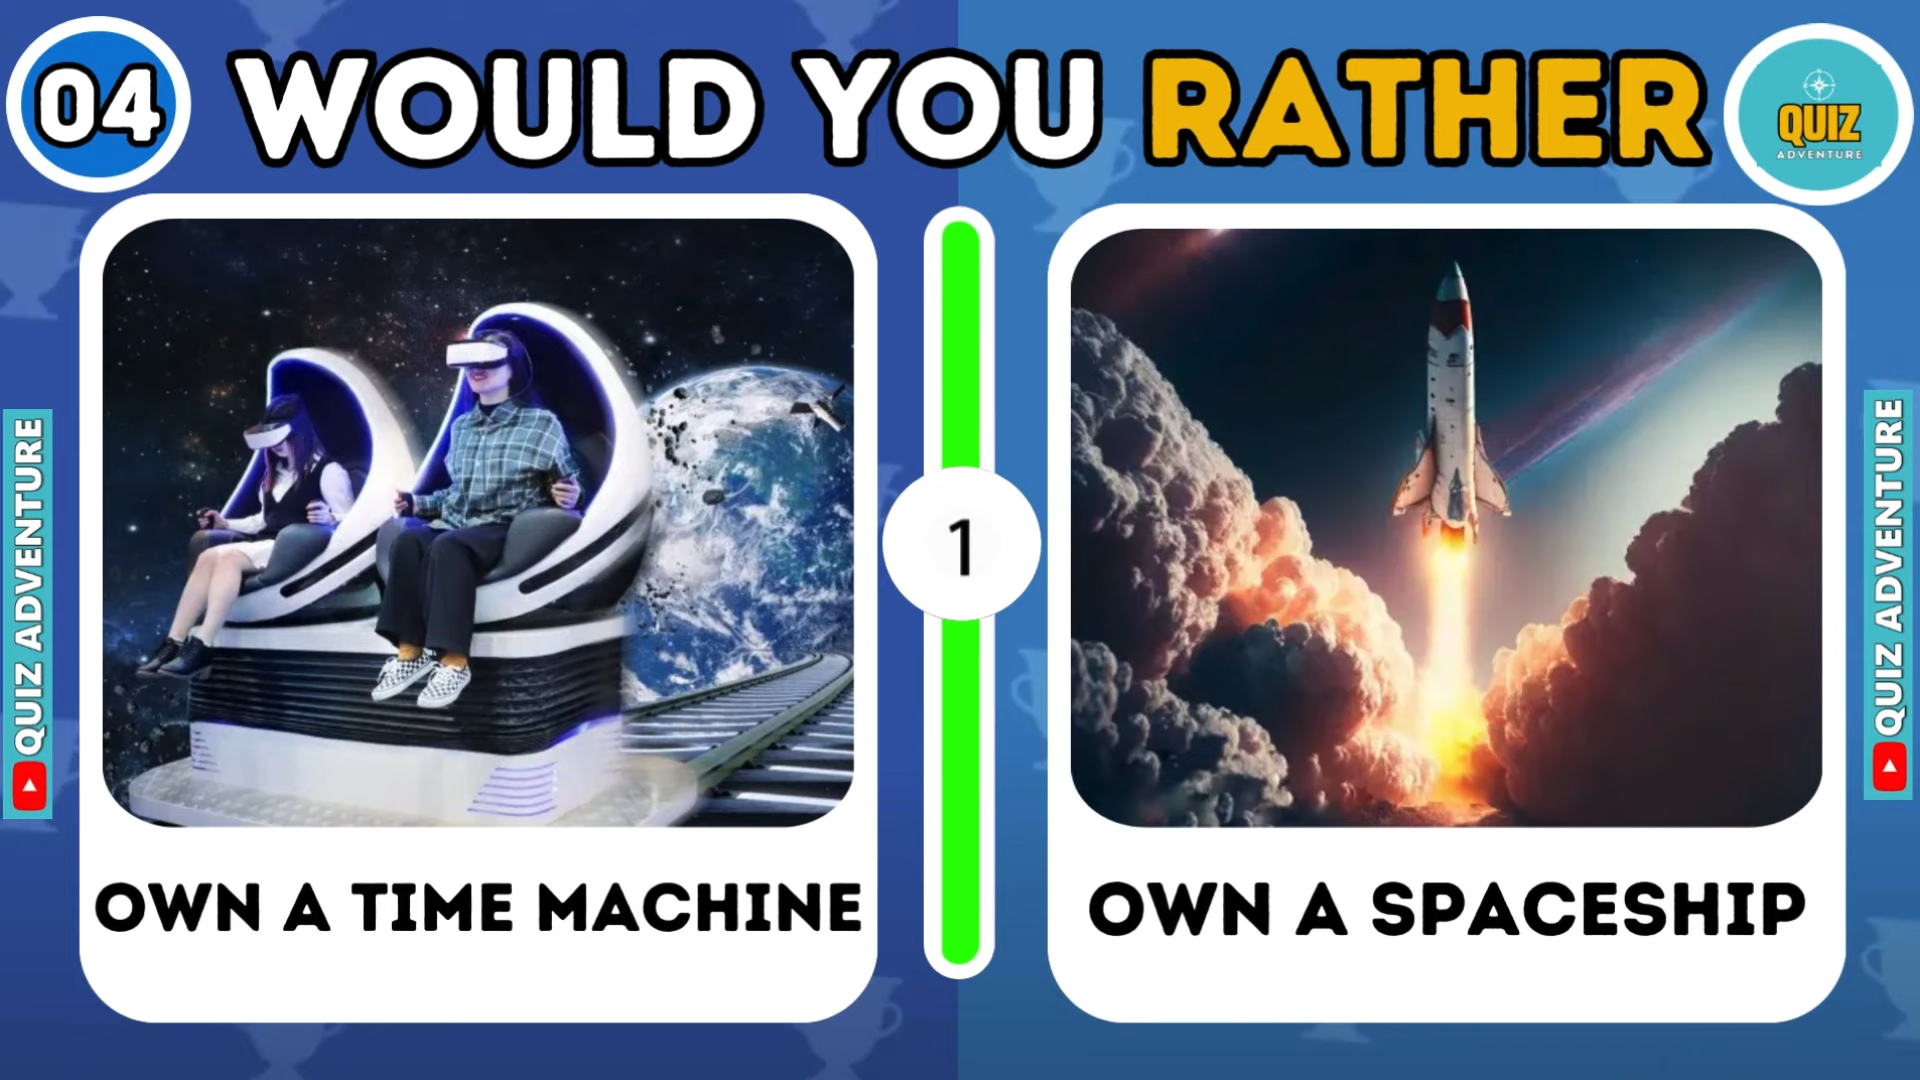 04
WOULD YOU RATHER
QUIZ
ADVENTURE
QUIZ ADVENTURE
1
QUIZ ADVENTURE
OWN A TIME MACHINE
OWN A SPACESHIP